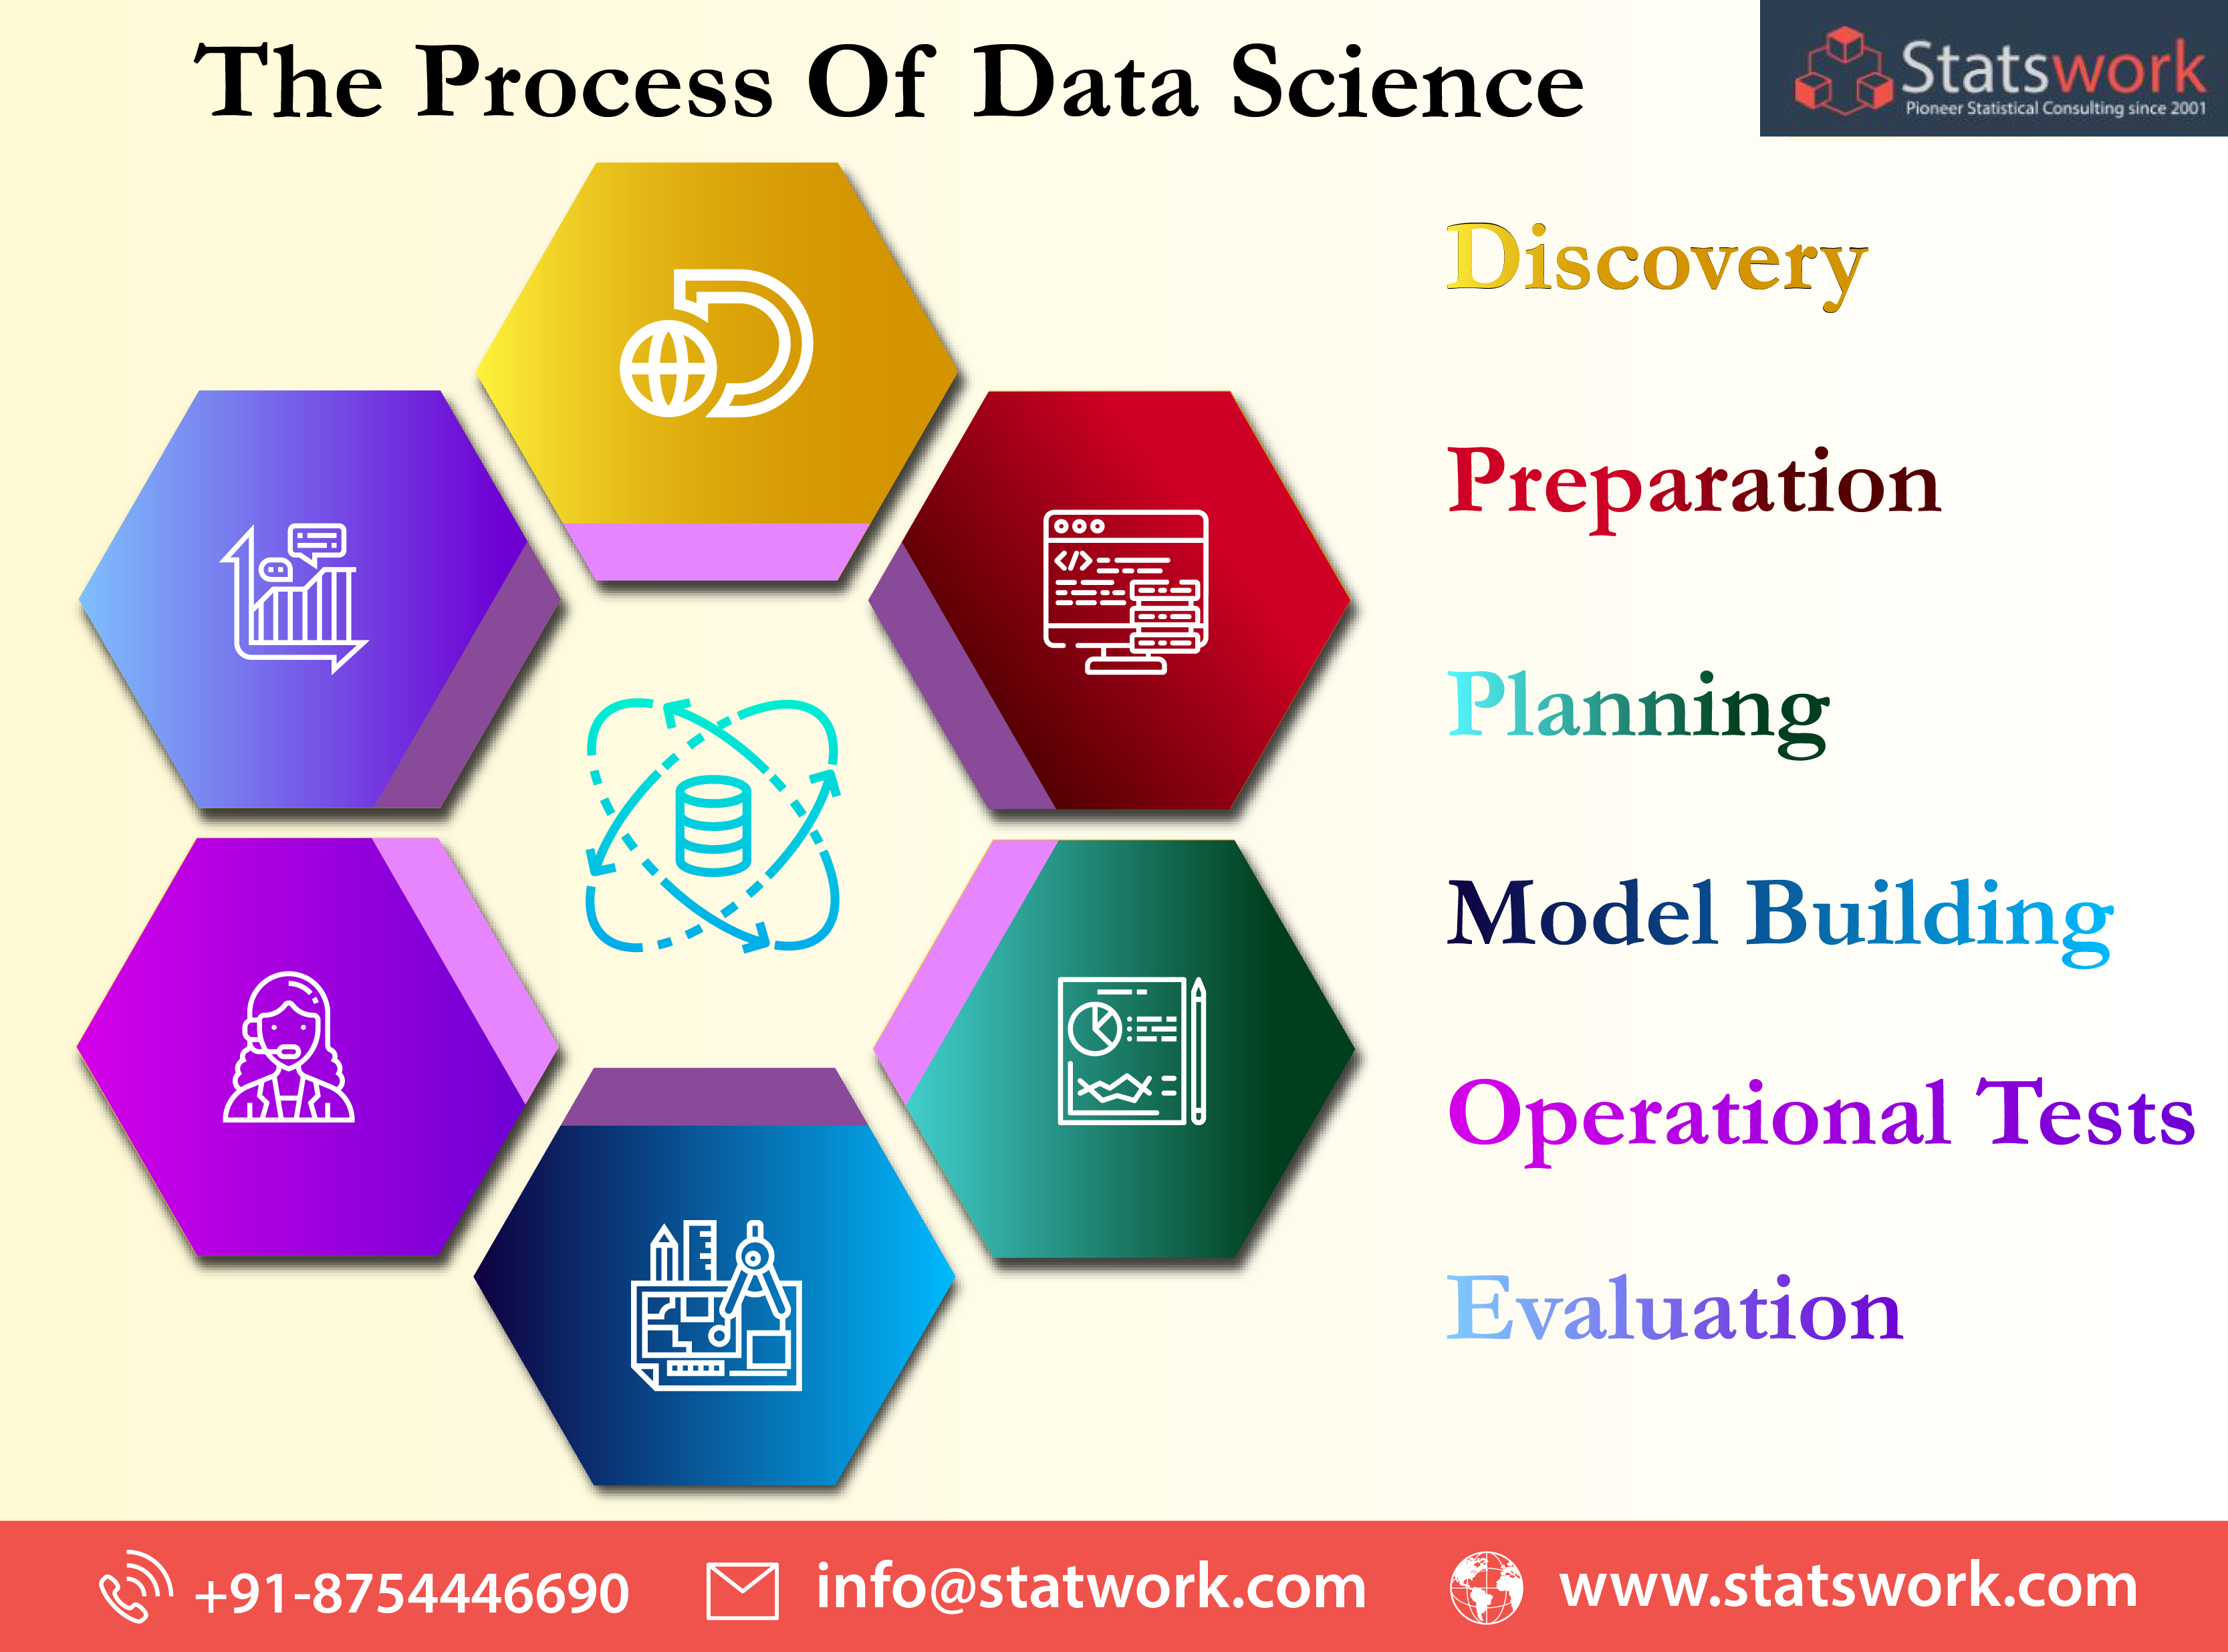 The Process Of Data Science
Statswork
Pioneer Statistical Consulting since 2001
Discovery
Preparation
Planning
Model Building
Operational Tests
Evaluation
+91-8754446690
info@statwork.com
www.statswork.com